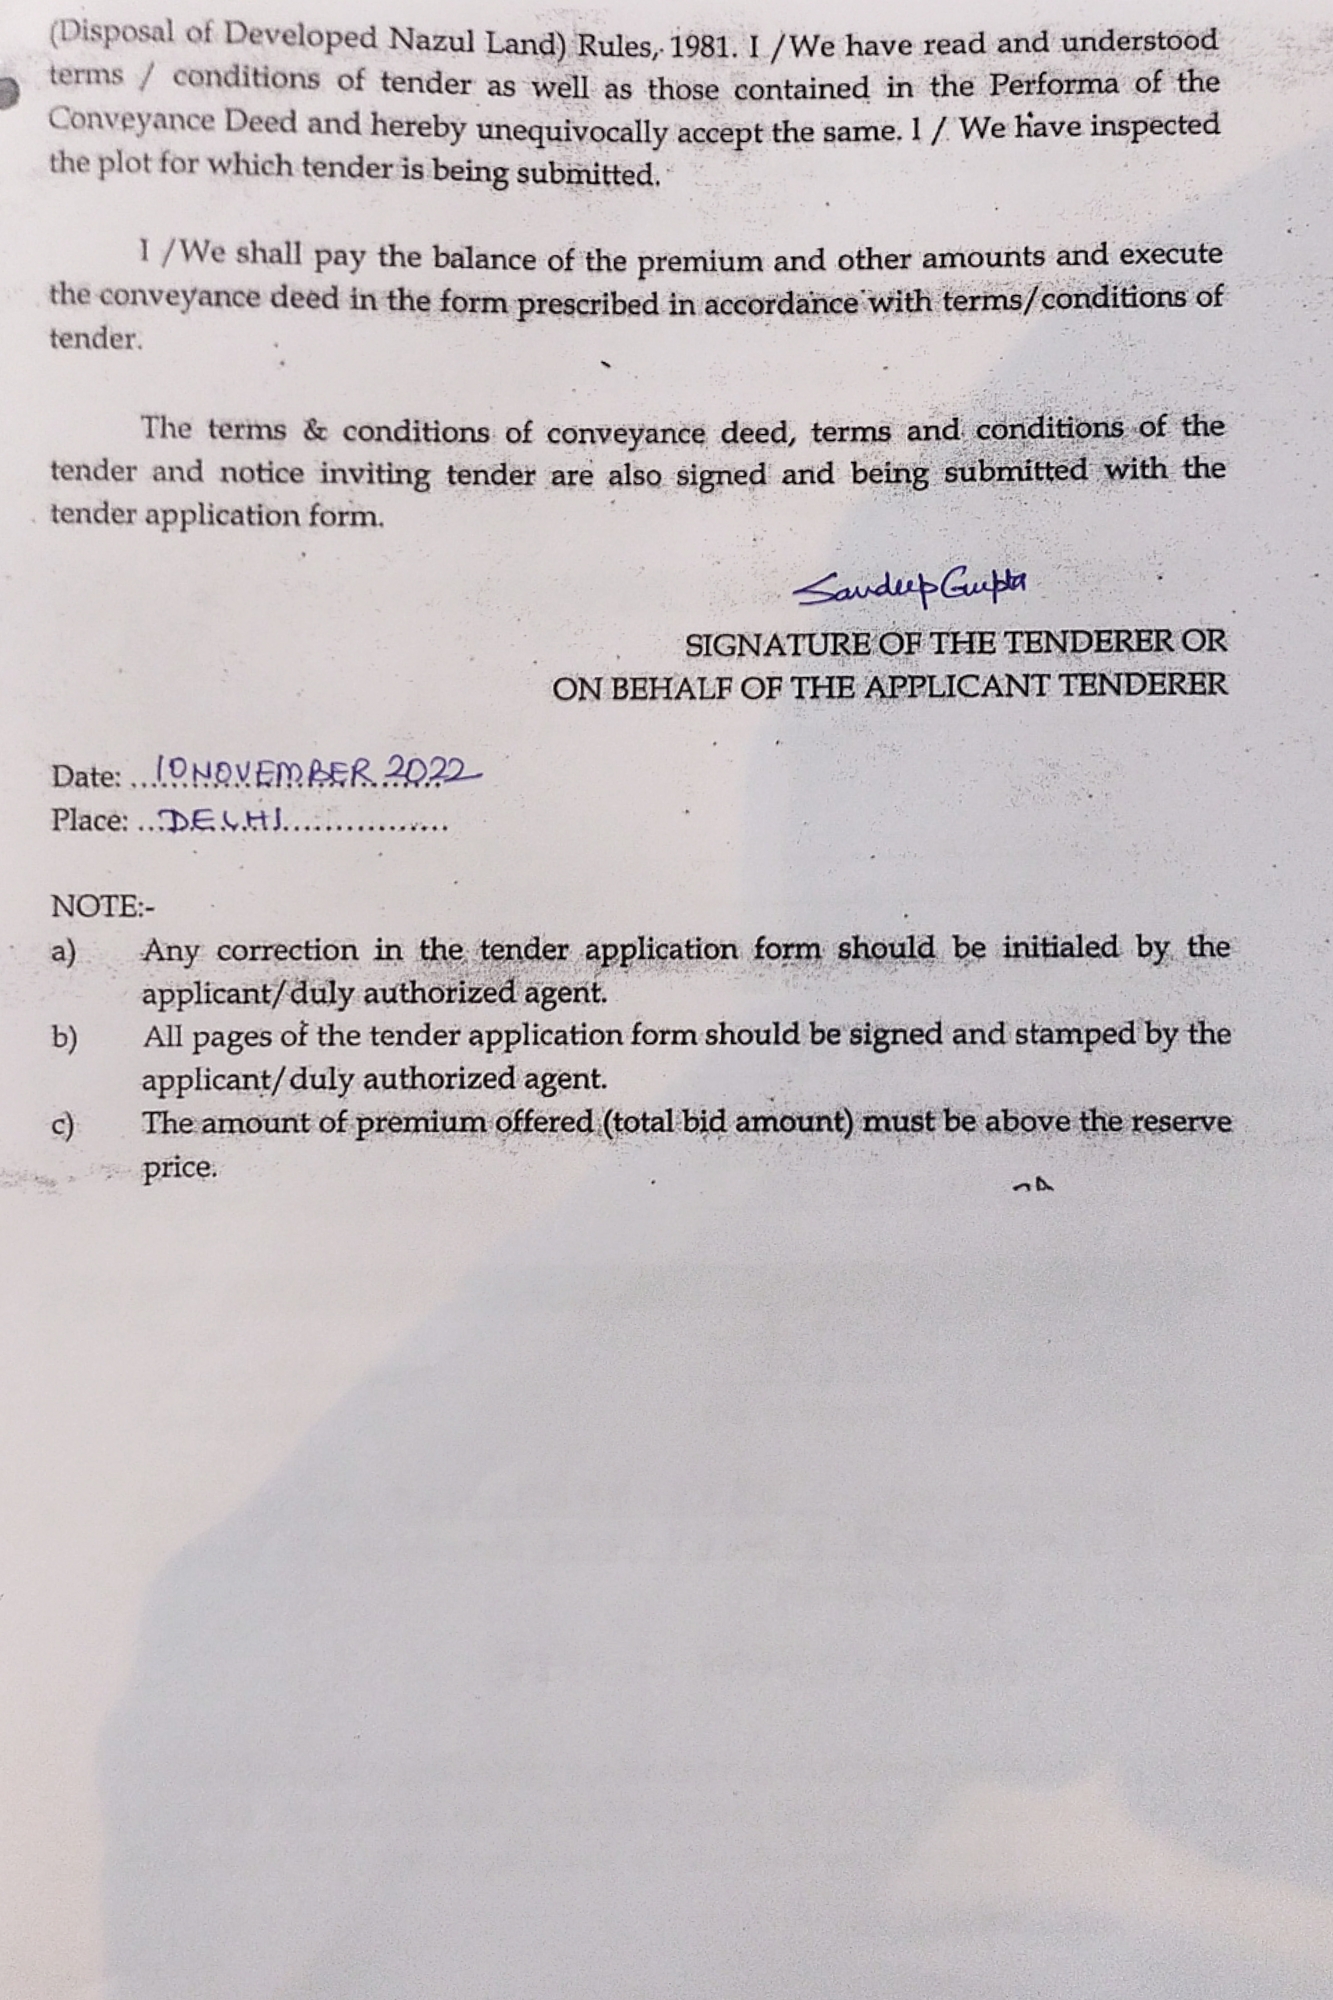 (Disposal of Developed Nazul Land) Rules, 1981. I /We have read and understood
terms / conditions of tender as well as those contained in the Performa of the
Conveyance Deed and hereby unequivocally accept the same. I / We have inspected
the plot for which tender is being submitted.
I /We shall pay the balance of the premium and other amounts and execute
the conveyance deed in the form prescribed in accordance with terms/conditions of
tender.
The terms & conditions of conveyance deed, terms and conditions of the
tender and notice inviting tender are also signed and being submitted with the
tender application form.
Sandeep Gupta
SIGNATURE OF THE TENDERER OR
ON BEHALF OF THE APPLICANT TENDERER
Date: ...10 NOVEMBER 2022
Place: ...DELHI..................
NOTE:-
a) Any correction in the tender application form should be initialed by the
applicant/duly authorized agent.
b) All pages of the tender application form should be signed and stamped by the
applicant/duly authorized agent.
c) The amount of premium offered (total bid amount) must be above the reserve
price.